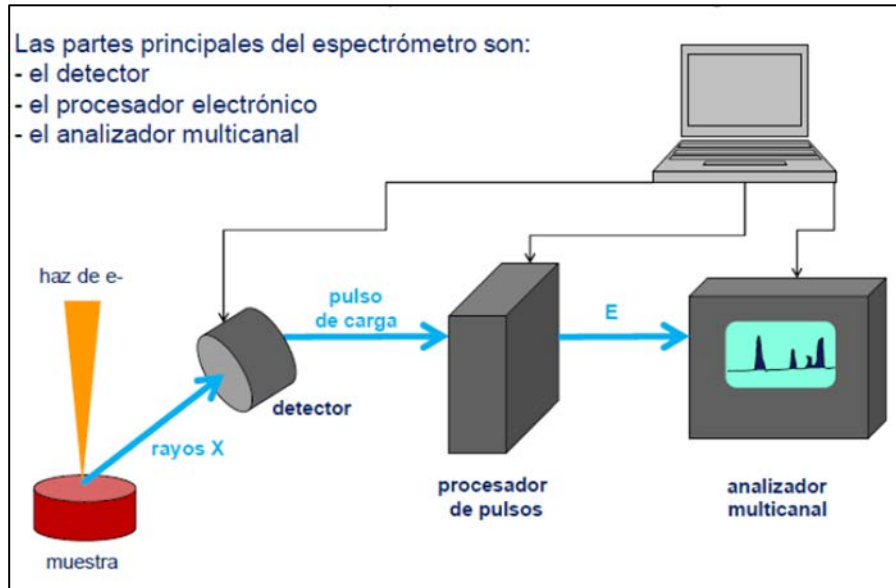 Las partes principales del espectrómetro son:
- el detector
- el procesador electrónico
- el analizador multicanal
haz de e-
pulso
de carga
E
detector
rayos X
procesador
de pulsos
analizador
multicanal
muestra